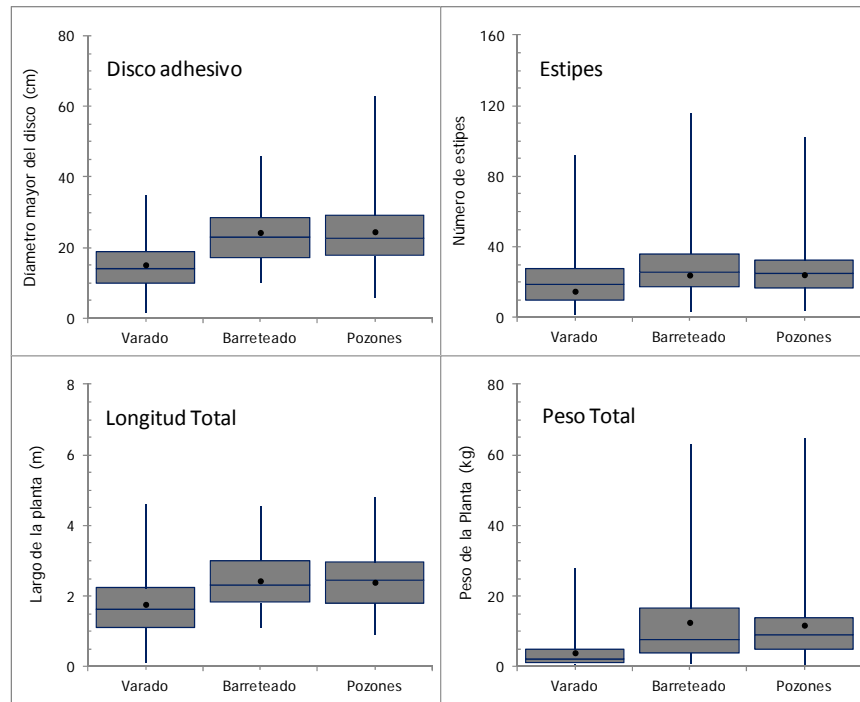 Disco adhesivo
Díametro mayor del disco (cm)
80
60
40
20
0
Varado Barreteado Pozones
Estipes
Número de estipes
160
120
80
40
0
Varado Barreteado Pozones
Longitud Total
Largo de la planta (m)
8
6
4
2
0
Varado Barreteado Pozones
Peso Total
Peso de la Planta (kg)
80
60
40
20
0
Varado Barreteado Pozones